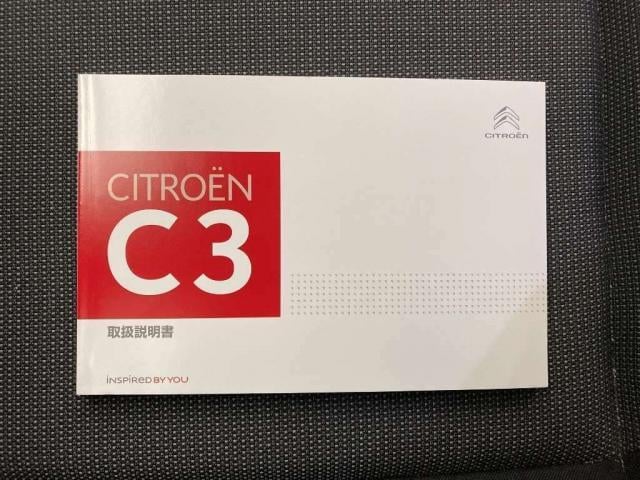 CITROËN
CITROËN
C3
取扱説明書
INSPIRED BY YOU